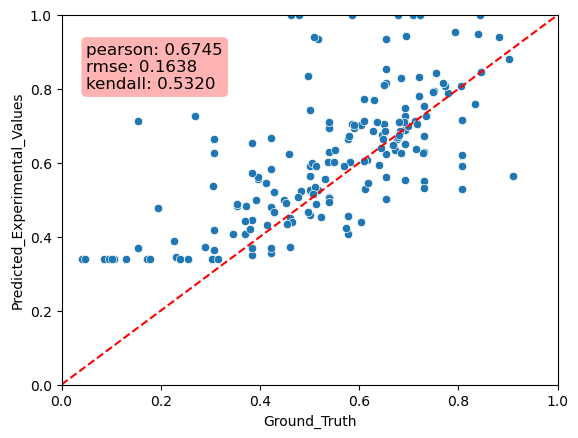 1.0
0.8
0.6
0.4
0.2
0.0
pearson: 0.6745
rmse: 0.1638
kendall: 0.5320
Predicted_Experimental_Values
0.0 0.2 0.4 0.6 0.8 1.0
Ground_Truth